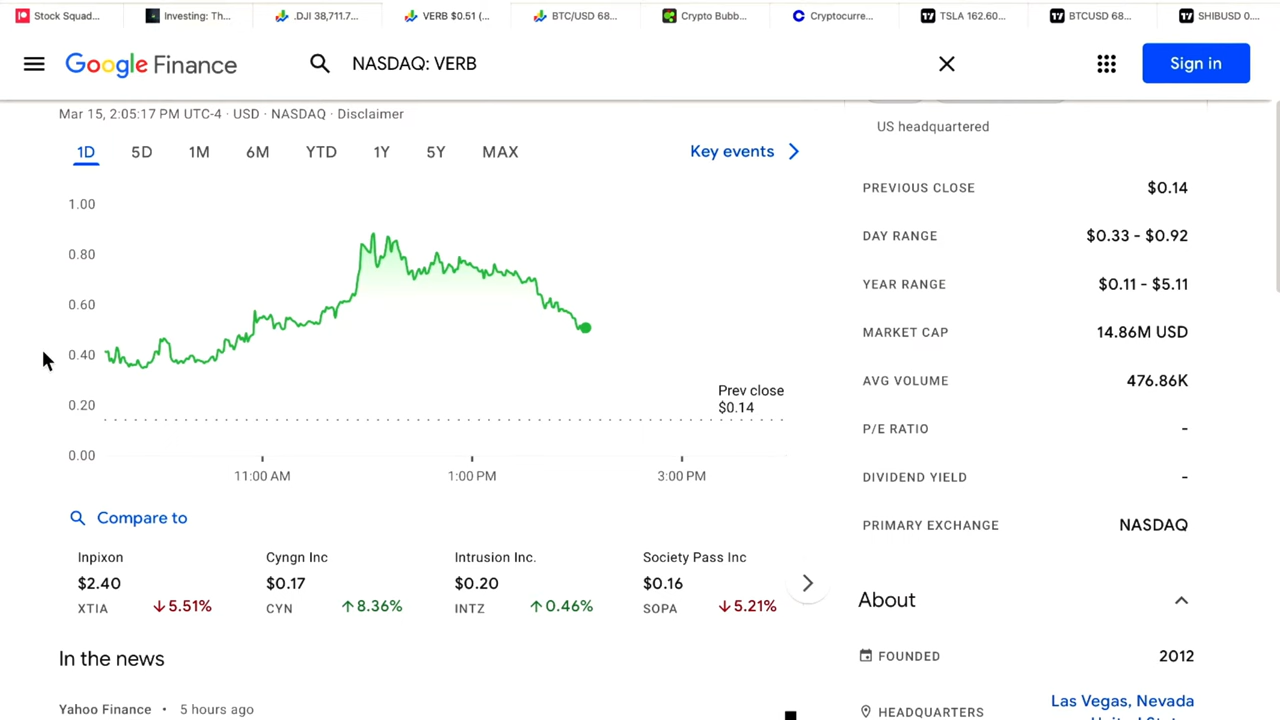 Stock Squad...
Investing: Th...
.DJI 38,711.7...
VERB $0.51 (...
BTC/USD 68...
Crypto Bubb...
Cryptocurre...
TSLA 162.60...
BTCUSD 68...
SHIBUSD 0....
Google Finance
NASDAQ: VERB
Sign in
Mar 15, 2:05:17 PM UTC-4 · USD · NASDAQ · Disclaimer
1D 5D 1M 6M YTD 1Y 5Y MAX
Key events
1.00
0.80
0.60
0.40
0.20
0.00
Prev close
$0.14
11:00 AM 1:00 PM 3:00 PM
Compare to
Inpixon
$2.40
XTIA 5.51%
Cyngn Inc
$0.17
CYN 8.36%
Intrusion Inc.
$0.20
INTZ 0.46%
Society Pass Inc
$0.16
SOPA 5.21%
In the news
Yahoo Finance • 5 hours ago
US headquartered
PREVIOUS CLOSE $0.14
DAY RANGE $0.33 - $0.92
YEAR RANGE $0.11 - $5.11
MARKET CAP 14.86M USD
AVG VOLUME 476.86K
P/E RATIO -
DIVIDEND YIELD -
PRIMARY EXCHANGE NASDAQ
About
FOUNDED 2012
HEADQUARTERS Las Vegas, Nevada